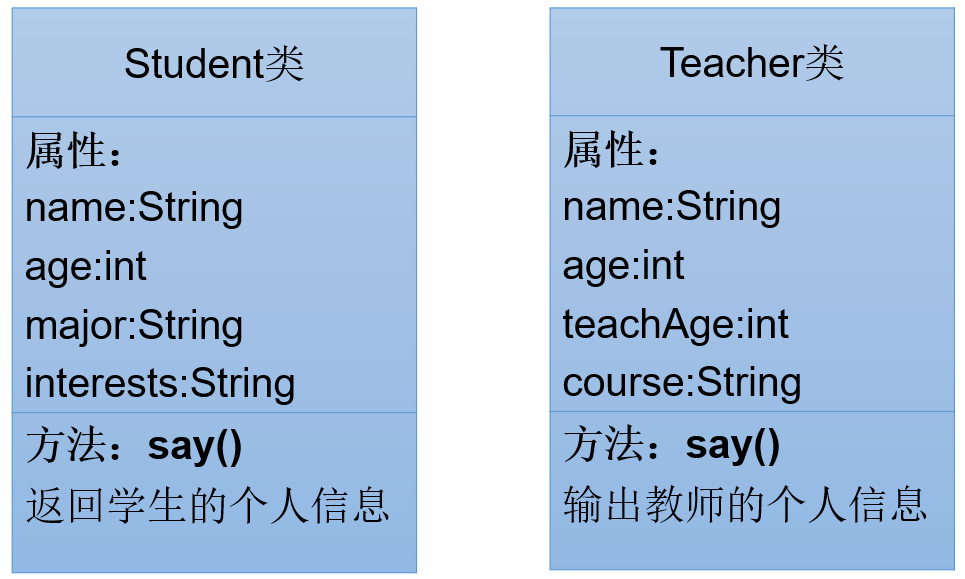 Student类
属性：
name:String
age:int
major:String
interests:String
方法：say()
返回学生的个人信息
Teacher类
属性：
name:String
age:int
teachAge:int
course:String
方法：say()
输出教师的个人信息